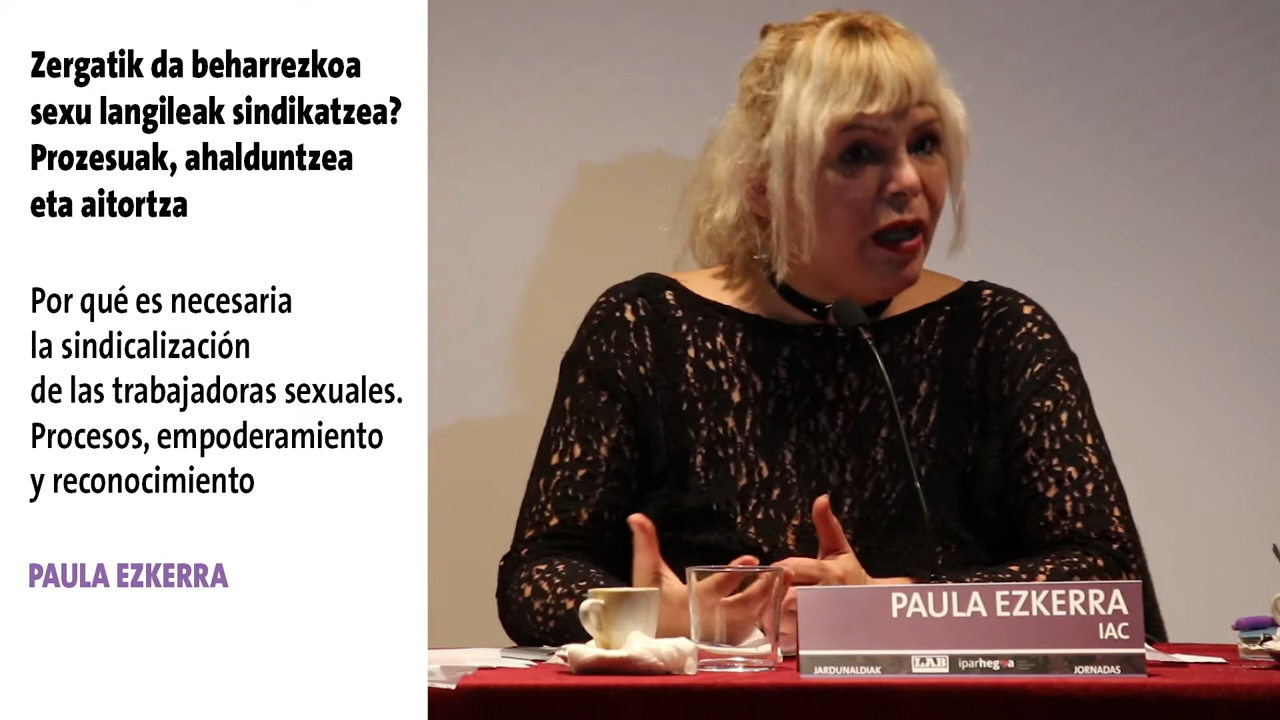 Zergatik da beharrezkoa
sexu langileak sindikatzea?
Prozesuak, ahalduntzea
eta aitortza
Por qué es necesaria
la sindicalización
de las trabajadoras sexuales.
Procesos, empoderamiento
y reconocimiento
PAULA EZKERRA
PAULA EZKERRA
IAC
JARDUNALDIAK LAB iparhegoa JORNADAS